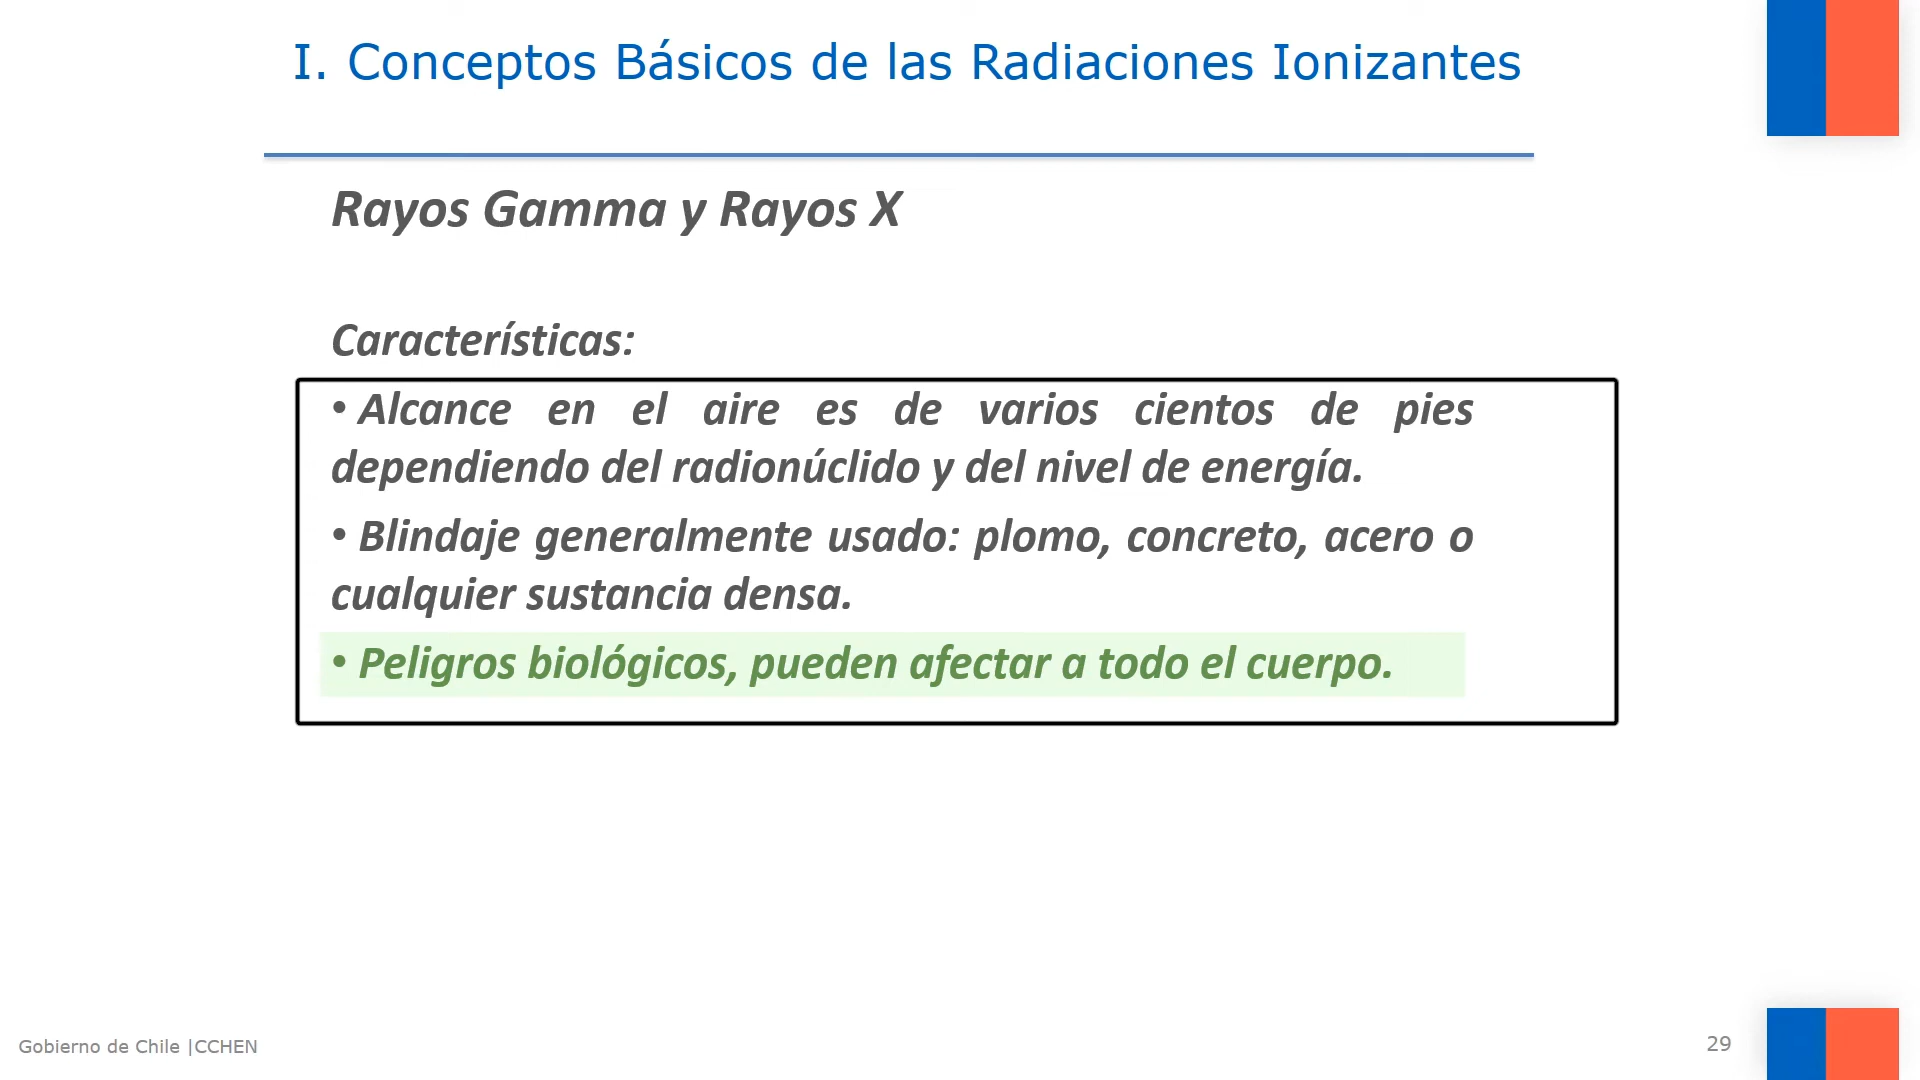 I. Conceptos Básicos de las Radiaciones Ionizantes
Rayos Gamma y Rayos X
Características:
• Alcance en el aire es de varios cientos de pies
dependiendo del radionúclido y del nivel de energía.
• Blindaje generalmente usado: plomo, concreto, acero o
cualquier sustancia densa.
• Peligros biológicos, pueden afectar a todo el cuerpo.
Gobierno de Chile |CCHEN
29